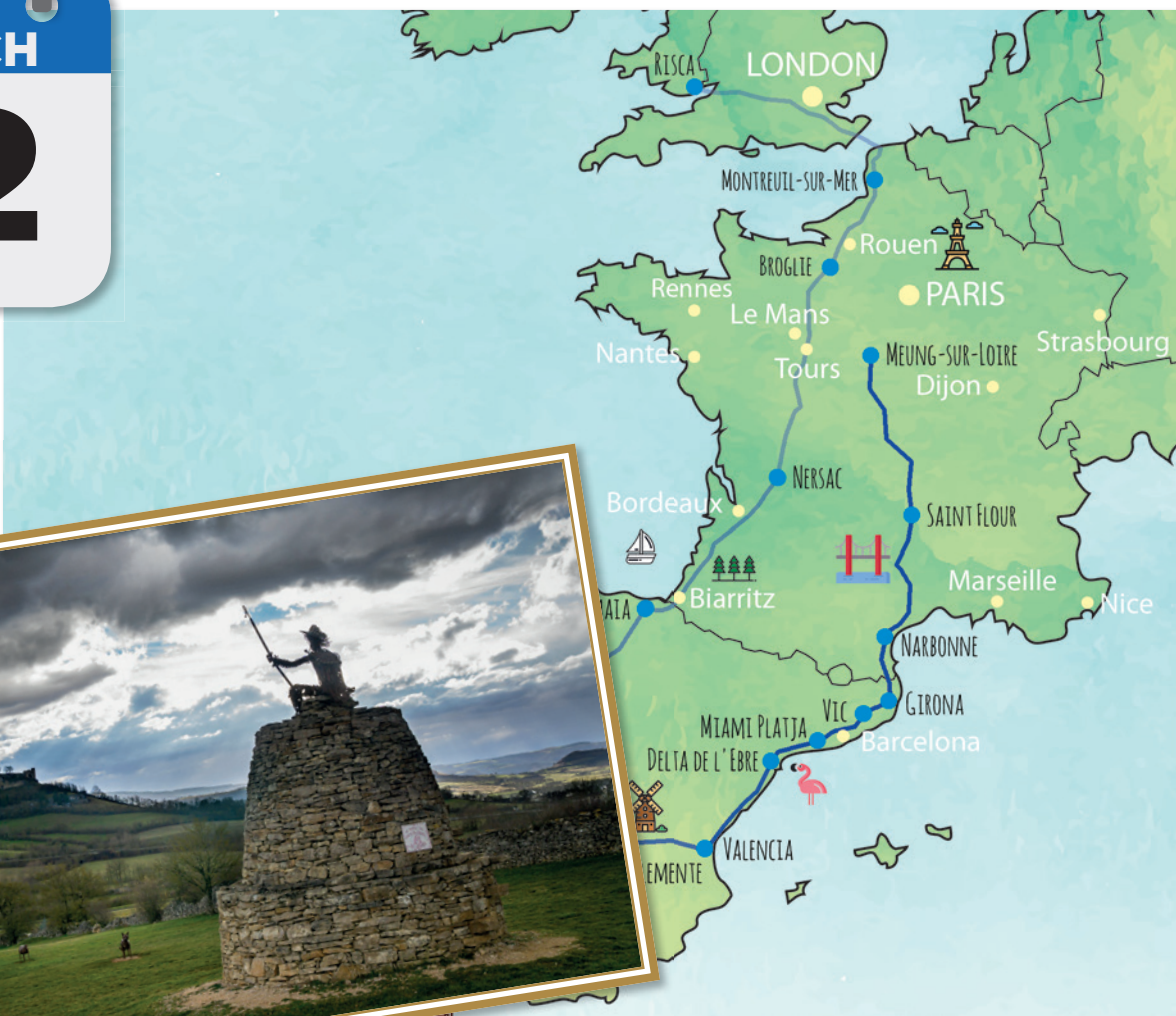 CH
2
RISCA
LONDON
MONTREUIL-SUR-MER
Rouen
BROGLIE
Rennes
PARIS
Le Mans
Strasbourg
Nantes
MEUNG-SUR-LOIRE
Tours
Dijon
NERSAC
Bordeaux
SAINT FLOUR
Marseille
Biarritz
Nice
AIA
NARBONNE
VIC
GIRONA
MIAMI PLATJA
Barcelona
DELTA DE L'EBRE
VALENCIA
EMENTE